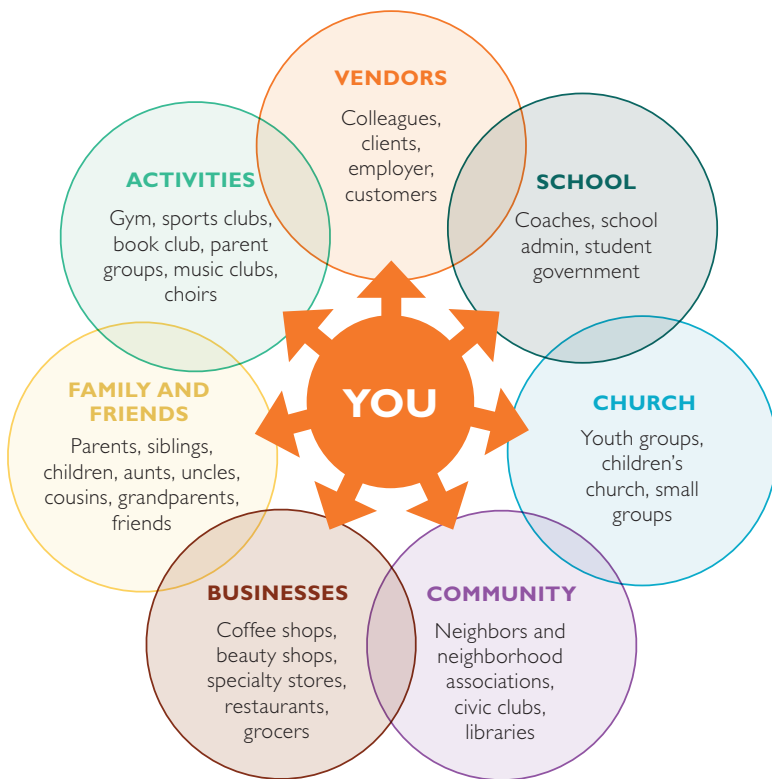 VENDORS
Colleagues,
clients,
employer,
customers
SCHOOL
Coaches, school
admin, student
government
CHURCH
Youth groups,
children’s
church, small
groups
COMMUNITY
Neighbors and
neighborhood
associations,
civic clubs,
libraries
BUSINESSES
Coffee shops,
beauty shops,
specialty stores,
restaurants,
grocers
FAMILY AND
FRIENDS
Parents, siblings,
children, aunts, uncles,
cousins, grandparents,
friends
ACTIVITIES
Gym, sports clubs,
book club, parent
groups, music clubs,
choirs
YOU